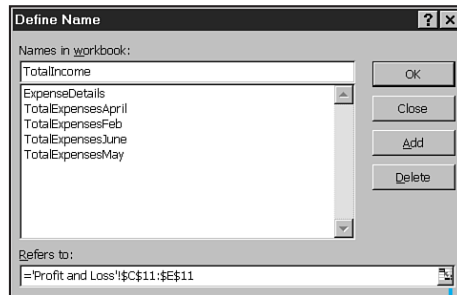 Define Name ? ×
Names in workbook:
TotalIncome
ExpenseDetails
TotalExpensesApril
TotalExpensesFeb
TotalExpensesJune
TotalExpensesMay
OK
Close
Add
Delete
Refers to:
='Profit and Loss'!$C$11:$E$11